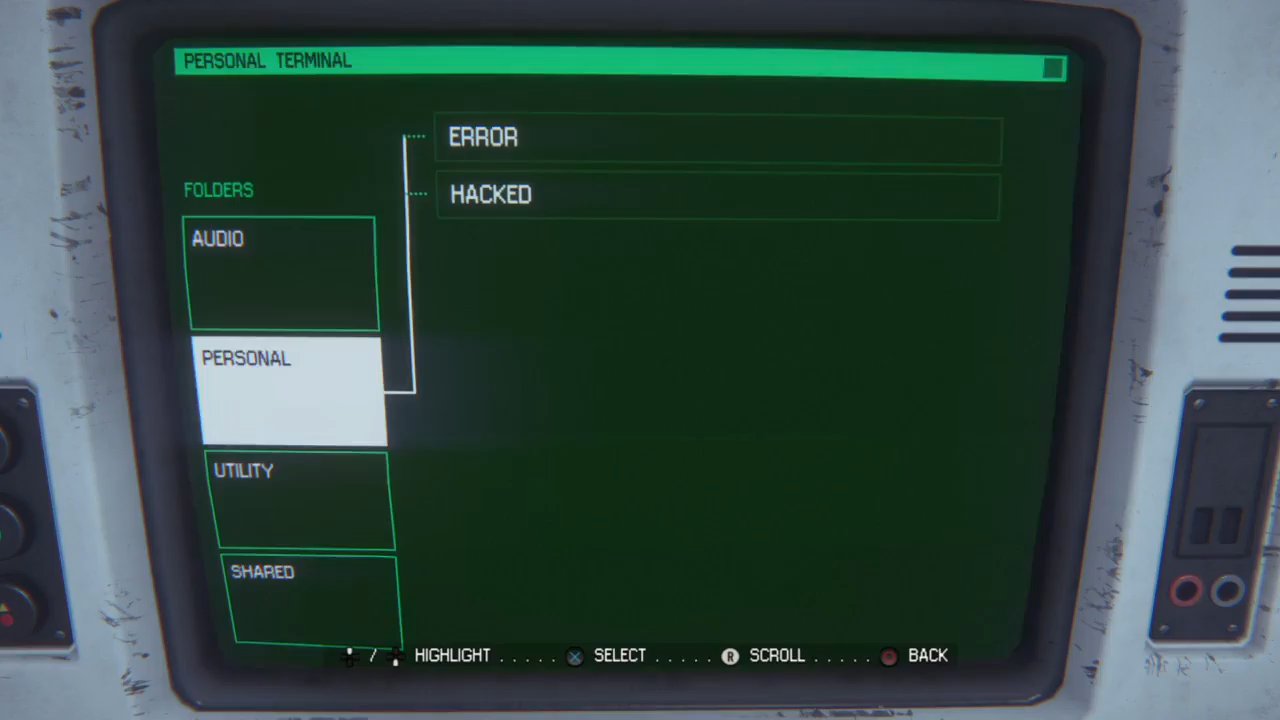 PERSONAL TERMINAL
ERROR
HACKED
FOLDERS
AUDIO
PERSONAL
UTILITY
SHARED
/ HIGHLIGHT ..... SELECT ..... R SCROLL ..... BACK